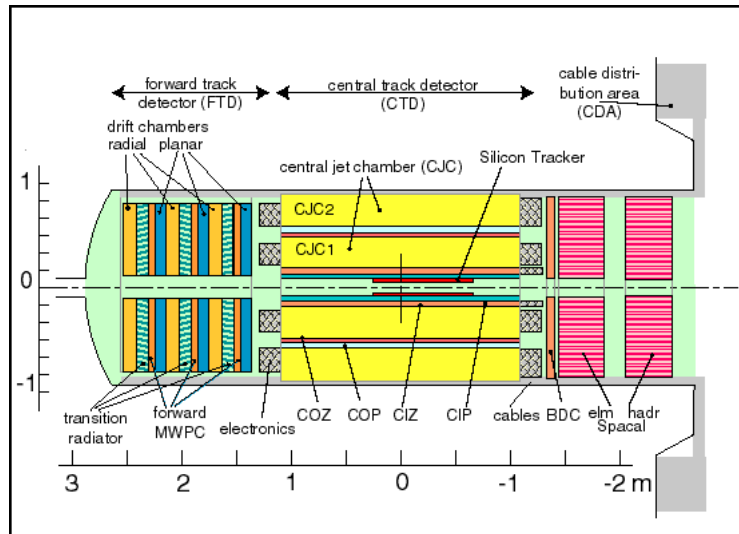 forward track
detector (FTD)
central track detector
(CTD)
cable distri-
bution area
(CDA)
drift chambers
radial planar
Silicon Tracker
central jet chamber (CJC)
1
CJC2
CJC1
0
-1
transition
radiator
forward
MWPC
electronics
COZ
COP
CIZ
CIP
cables
BDC
elm hadr
Spacal
3 2 1 0 -1 -2 m